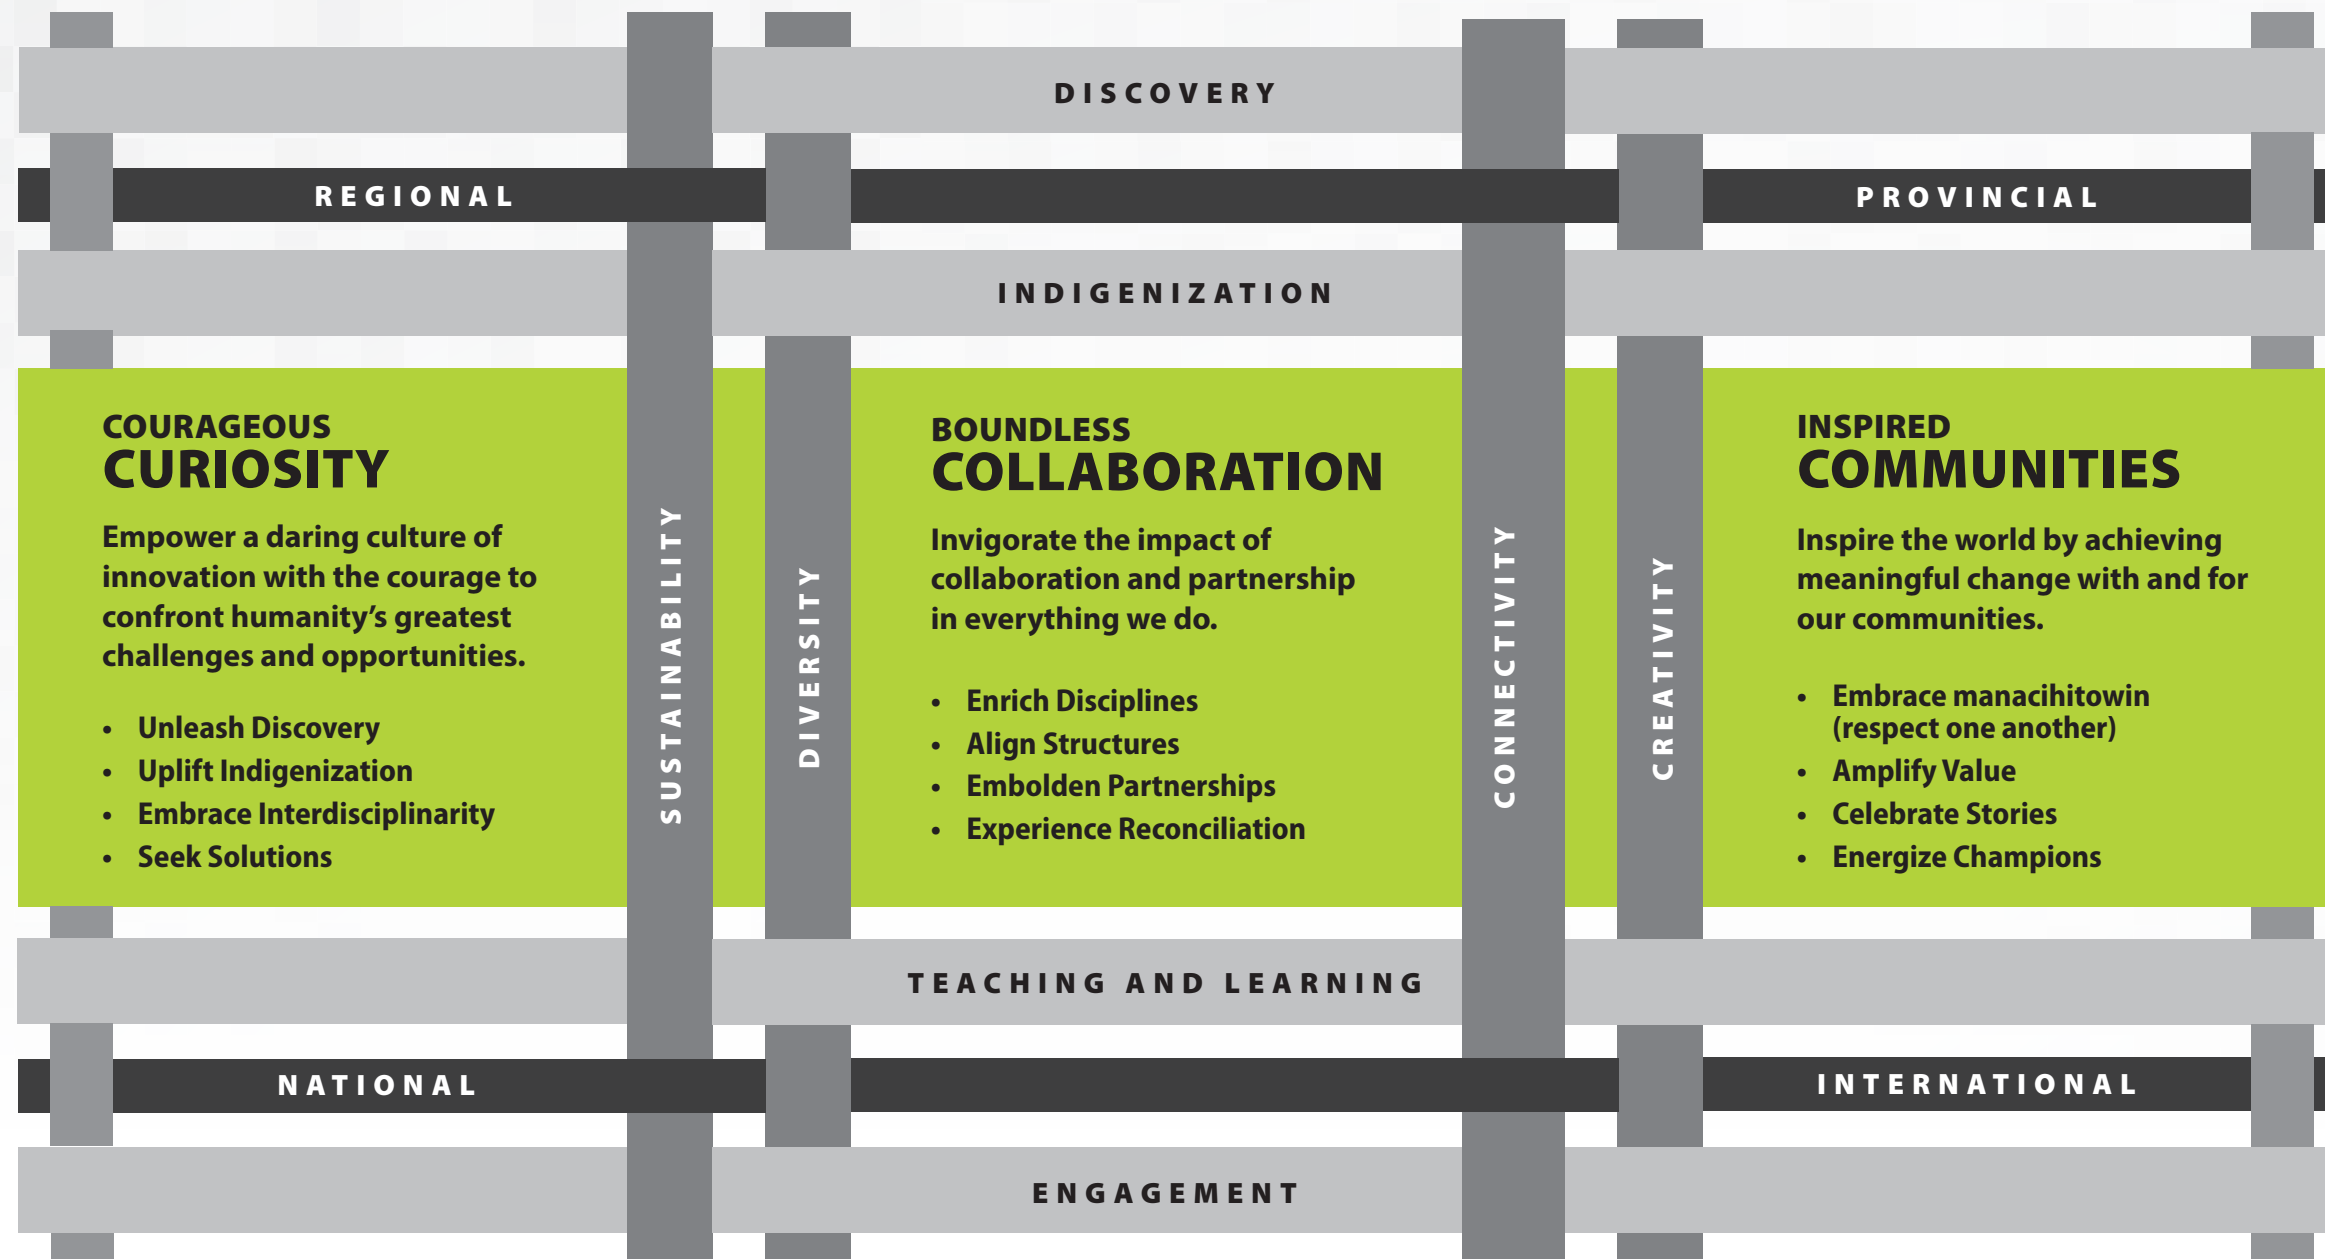 DISCOVERY
REGIONAL
PROVINCIAL
INDIGENIZATION
COURAGEOUS
CURIOSITY
Empower a daring culture of
innovation with the courage to
confront humanity’s greatest
challenges and opportunities.
• Unleash Discovery
• Uplift Indigenization
• Embrace Interdisciplinarity
• Seek Solutions
SUSTAINABILITY
DIVERSITY
BOUNDLESS
COLLABORATION
Invigorate the impact of
collaboration and partnership
in everything we do.
• Enrich Disciplines
• Align Structures
• Embolden Partnerships
• Experience Reconciliation
CONNECTIVITY
CREATIVITY
INSPIRED
COMMUNITIES
Inspire the world by achieving
meaningful change with and for
our communities.
• Embrace manacihitowin
(respect one another)
• Amplify Value
• Celebrate Stories
• Energize Champions
TEACHING AND LEARNING
NATIONAL
INTERNATIONAL
ENGAGEMENT